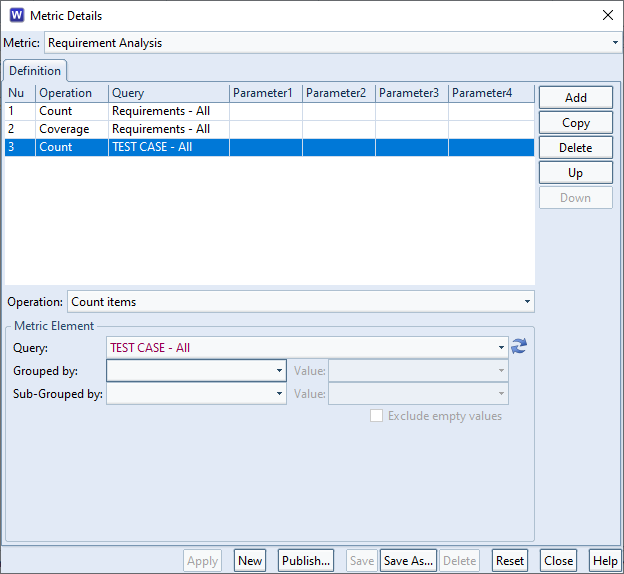 W Metric Details
Metric: Requirement Analysis
Definition
Nu Operation Query Parameter1 Parameter2 Parameter3 Parameter4
1 Count Requirements - All
2 Coverage Requirements - All
3 Count TEST CASE - All
Add
Copy
Delete
Up
Down
Operation: Count items
Metric Element
Query: TEST CASE - All
Grouped by: Value:
Sub-Grouped by: Value:
Exclude empty values
Apply New Publish... Save Save As... Delete Reset Close Help